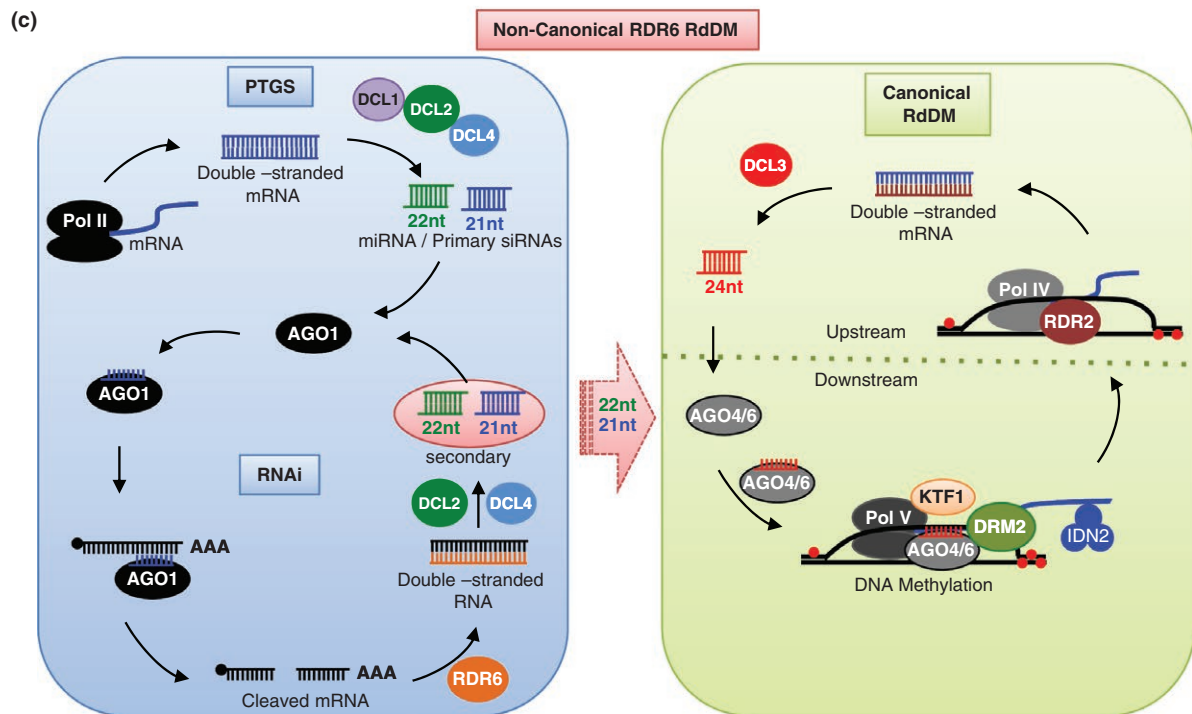 (c)
Non-Canonical RDR6 RdDM
PTGS
DCL1
DCL2
DCL4
Double –stranded
mRNA
Pol II
mRNA
22nt
21nt
miRNA / Primary siRNAs
AGO1
AGO1
22nt
21nt
secondary
RNAi
DCL2
DCL4
AAA
AGO1
Double –stranded
RNA
AAA
Cleaved mRNA
RDR6
22nt
21nt
Canonical
RdDM
DCL3
Double –stranded
mRNA
24nt
Pol IV
RDR2
Upstream
Downstream
AGO4/6
AGO4/6
KTF1
Pol V
DRM2
AGO4/6
IDN2
DNA Methylation